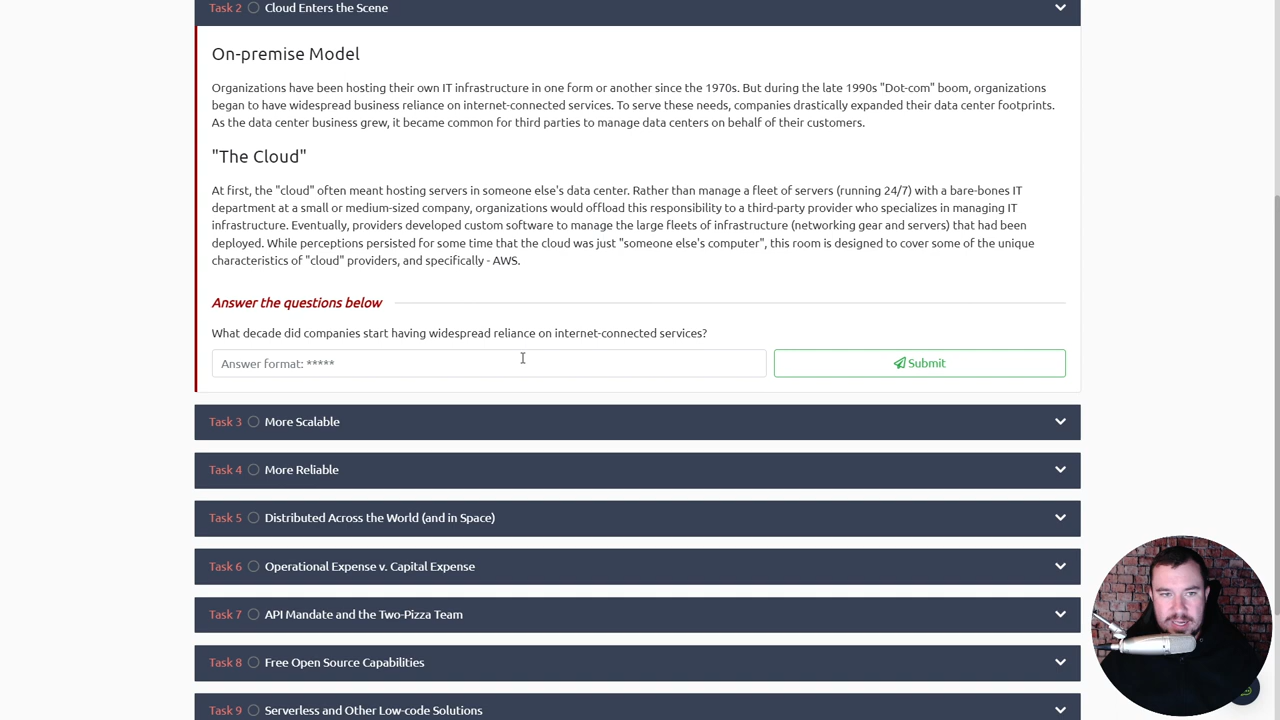 Task 2 Cloud Enters the Scene
On-premise Model
Organizations have been hosting their own IT infrastructure in one form or another since the 1970s. But during the late 1990s "Dot-com" boom, organizations
began to have widespread business reliance on internet-connected services. To serve these needs, companies drastically expanded their data center footprints.
As the data center business grew, it became common for third parties to manage data centers on behalf of their customers.
"The Cloud"
At first, the "cloud" often meant hosting servers in someone else's data center. Rather than manage a fleet of servers (running 24/7) with a bare-bones IT
department at a small or medium-sized company, organizations would offload this responsibility to a third-party provider who specializes in managing IT
infrastructure. Eventually, providers developed custom software to manage the large fleets of infrastructure (networking gear and servers) that had been
deployed. While perceptions persisted for some time that the cloud was just "someone else's computer", this room is designed to cover some of the unique
characteristics of "cloud" providers, and specifically - AWS.
Answer the questions below
What decade did companies start having widespread reliance on internet-connected services?
Answer format: *****
Submit
Task 3 More Scalable
Task 4 More Reliable
Task 5 Distributed Across the World (and in Space)
Task 6 Operational Expense v. Capital Expense
Task 7 API Mandate and the Two-Pizza Team
Task 8 Free Open Source Capabilities
Task 9 Serverless and Other Low-code Solutions